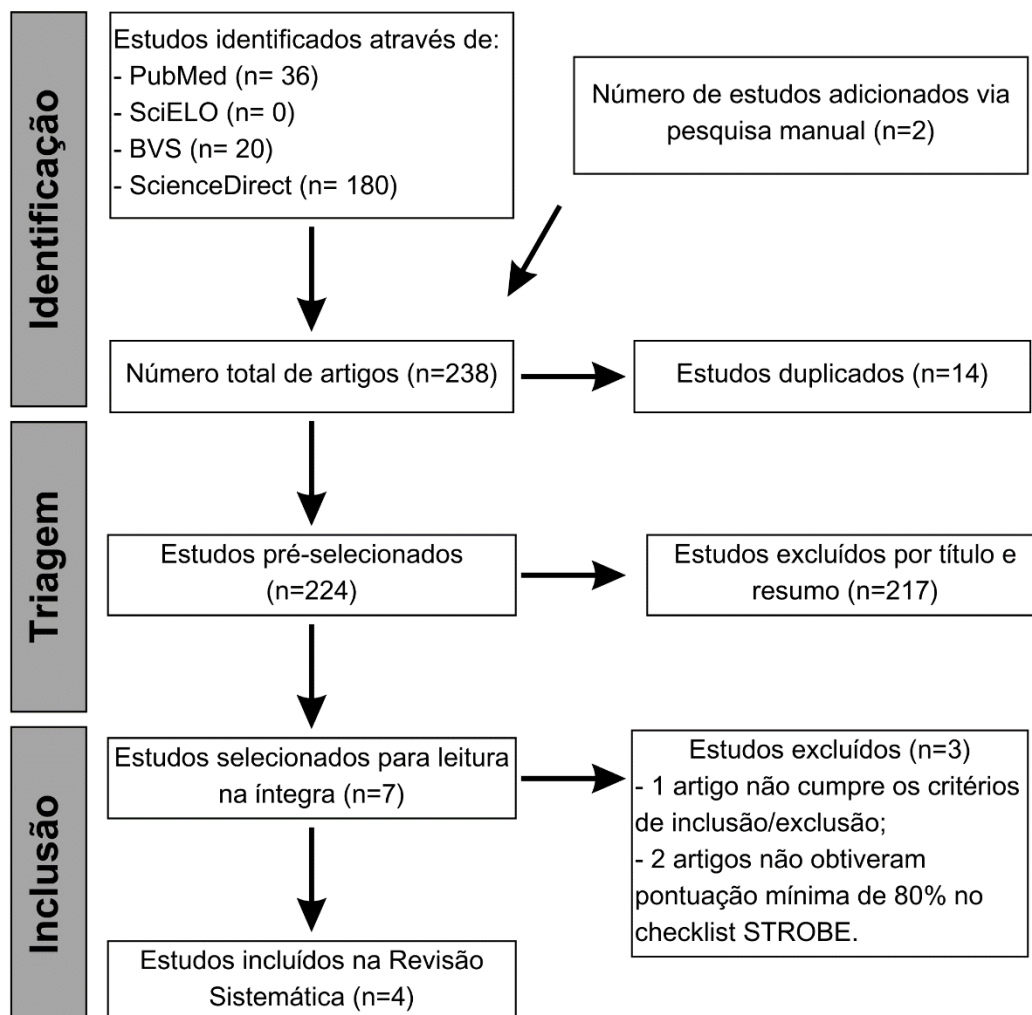 Identificação
Estudos identificados através de:
- PubMed (n= 36)
- SciELO (n= 0)
- BVS (n= 20)
- ScienceDirect (n= 180)
Número de estudos adicionados via
pesquisa manual (n=2)
Número total de artigos (n=238)
Estudos duplicados (n=14)
Triagem
Estudos pré-selecionados
(n=224)
Estudos excluídos por título e
resumo (n=217)
Inclusão
Estudos selecionados para leitura
na íntegra (n=7)
Estudos excluídos (n=3)
- 1 artigo não cumpre os critérios
de inclusão/exclusão;
- 2 artigos não obtiveram
pontuação mínima de 80% no
checklist STROBE.
Estudos incluídos na Revisão
Sistemática (n=4)